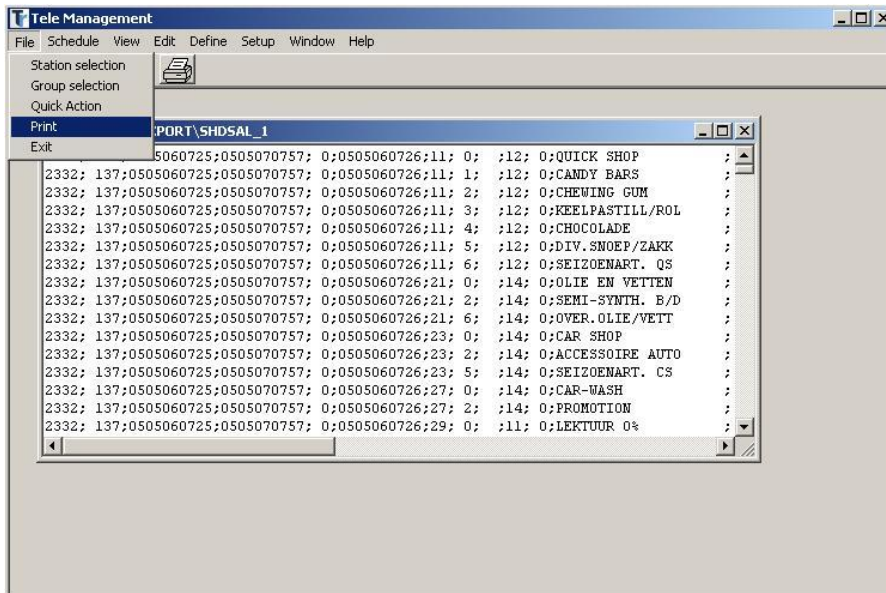 Tele Management
File Schedule View Edit Define Setup Window Help
Station selection
Group selection
Quick Action
Print
Exit
PORT\SHDSAL_1
0505060725;0505070757; 0;0505060726;11; 0; ;12; 0;QUICK SHOP ;
2332; 137;0505060725;0505070757; 0;0505060726;11; 1; ;12; 0;CANDY BARS ;
2332; 137;0505060725;0505070757; 0;0505060726;11; 2; ;12; 0;CHEWING GUM ;
2332; 137;0505060725;0505070757; 0;0505060726;11; 3; ;12; 0;KEELPASTILL/ROL ;
2332; 137;0505060725;0505070757; 0;0505060726;11; 4; ;12; 0;CHOCOLADE ;
2332; 137;0505060725;0505070757; 0;0505060726;11; 5; ;12; 0;DIV.SNOEP/ZAKK ;
2332; 137;0505060725;0505070757; 0;0505060726;11; 6; ;12; 0;SEIZOENART. QS ;
2332; 137;0505060725;0505070757; 0;0505060726;21; 0; ;14; 0;OLIE EN VETTEN ;
2332; 137;0505060725;0505070757; 0;0505060726;21; 2; ;14; 0;SEMI-SYNTH. B/D ;
2332; 137;0505060725;0505070757; 0;0505060726;21; 6; ;14; 0;OVER.OLIE/VETT ;
2332; 137;0505060725;0505070757; 0;0505060726;23; 0; ;14; 0;CAR SHOP ;
2332; 137;0505060725;0505070757; 0;0505060726;23; 2; ;14; 0;ACCESSOIRE AUTO ;
2332; 137;0505060725;0505070757; 0;0505060726;23; 5; ;14; 0;SEIZOENART. CS ;
2332; 137;0505060725;0505070757; 0;0505060726;27; 0; ;14; 0;CAR-WASH ;
2332; 137;0505060725;0505070757; 0;0505060726;27; 2; ;14; 0;PROMOTION ;
2332; 137;0505060725;0505070757; 0;0505060726;29; 0; ;11; 0;LEKTUUR 0% ;